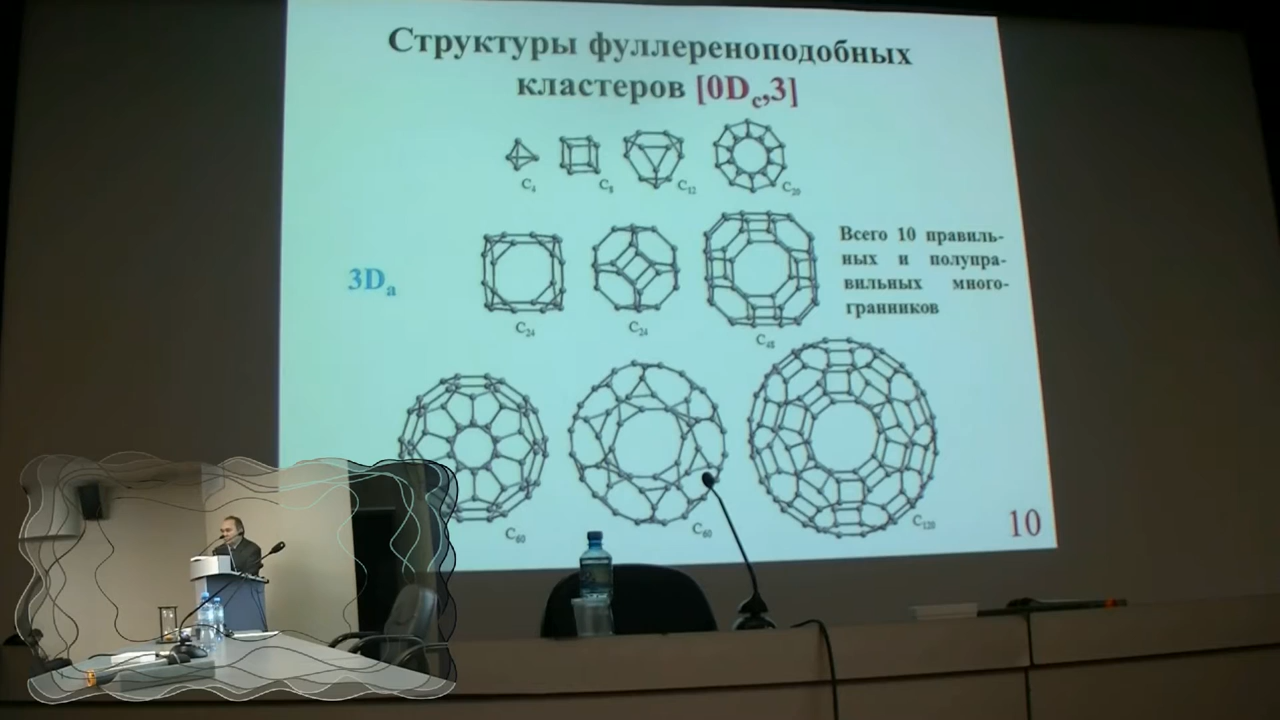 Структуры фуллереноподобных
кластеров [0Dc,3]
C4
C8
C12
C20
3Da
C24
C24
C48
Всего 10 правиль-
ных и полупра-
вильных много-
гранников
C60
C60
C120
10